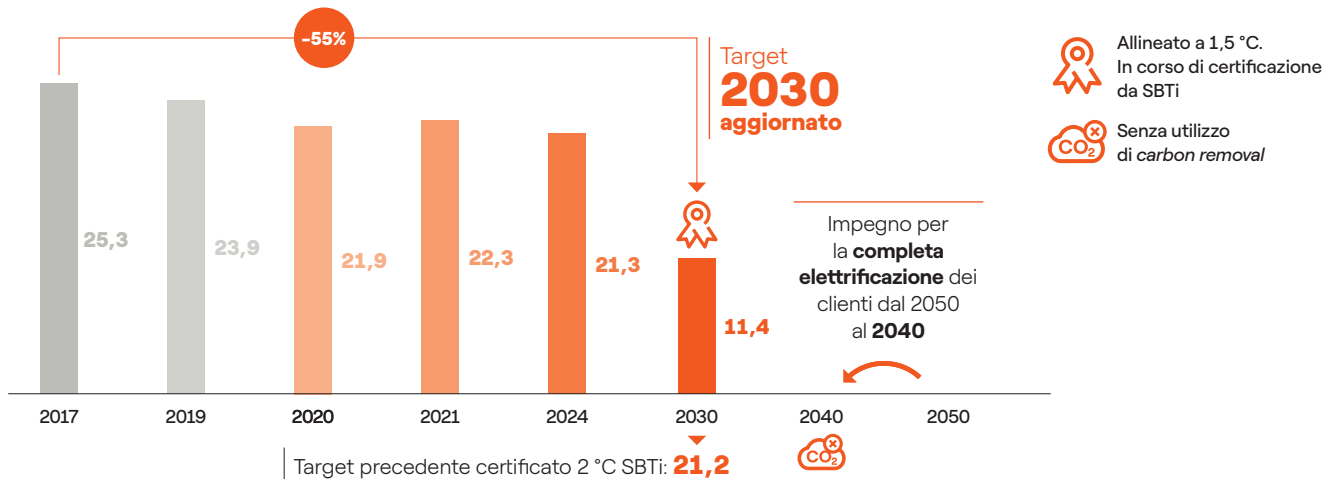 -55%
Target
2030
aggiornato
Allineato a 1,5 °C.
In corso di certificazione
da SBTi
CO₂
Senza utilizzo
di carbon removal
25,3
23,9
21,9
22,3
21,3
11,4
Impegno per
la completa
elettrificazione dei
clienti dal 2050
al 2040
2017
2019
2020
2021
2024
2030
2040
2050
Target precedente certificato 2 °C SBTi: 21,2
CO₂